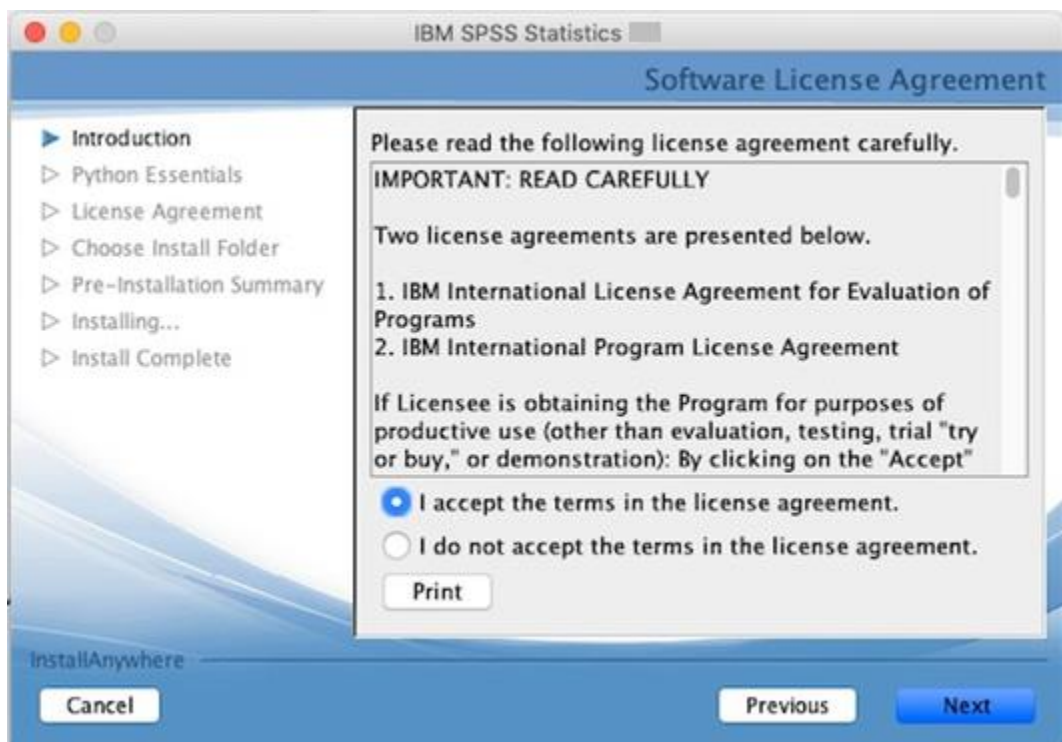 IBM SPSS Statistics
Software License Agreement
Introduction
Python Essentials
License Agreement
Choose Install Folder
Pre-Installation Summary
Installing...
Install Complete
Please read the following license agreement carefully.
IMPORTANT: READ CAREFULLY
Two license agreements are presented below.
1. IBM International License Agreement for Evaluation of
Programs
2. IBM International Program License Agreement
If Licensee is obtaining the Program for purposes of
productive use (other than evaluation, testing, trial "try
or buy," or demonstration): By clicking on the "Accept"
I accept the terms in the license agreement.
I do not accept the terms in the license agreement.
Print
InstallAnywhere
Cancel
Previous
Next